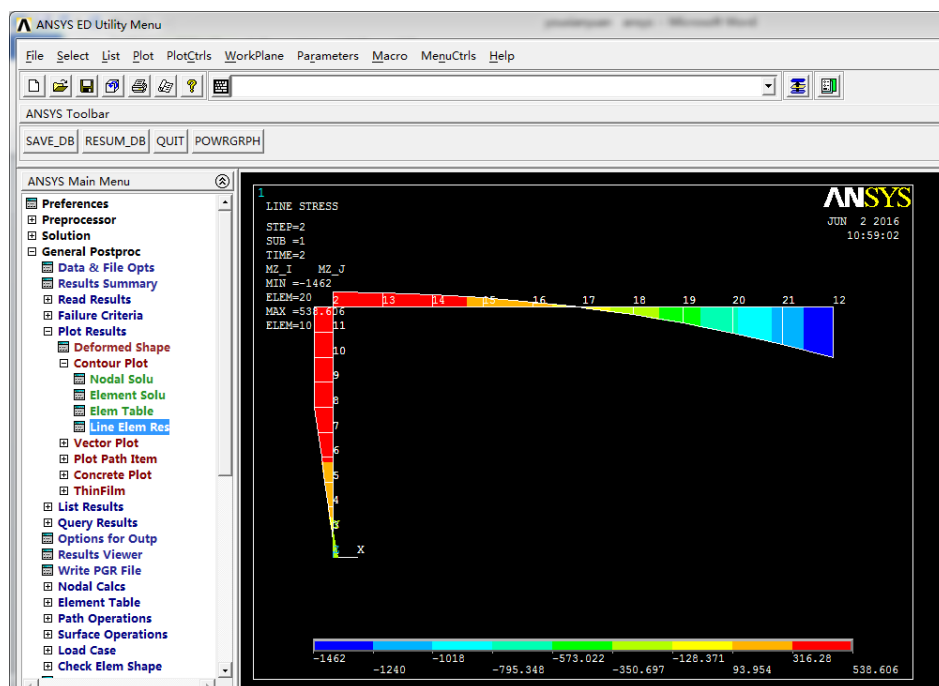 ANSYS ED Utility Menu
File Select List Plot PlotCtrls WorkPlane Parameters Macro MenuCtrls Help
ANSYS Toolbar
SAVE_DB RESUM_DB QUIT POWRGRPH
ANSYS Main Menu
Preferences
Preprocessor
Solution
General Postproc
Data & File Opts
Results Summary
Read Results
Failure Criteria
Plot Results
Deformed Shape
Contour Plot
Nodal Solu
Element Solu
Elem Table
Line Elem Res
Vector Plot
Plot Path Item
Concrete Plot
ThinFilm
List Results
Query Results
Options for Outp
Results Viewer
Write PGR File
Nodal Calcs
Element Table
Path Operations
Surface Operations
Load Case
Check Elem Shape
1
LINE STRESS
STEP=2
SUB =1
TIME=2
MZ_I MZ_J
MIN =-1462
ELEM=20
MAX =538.606
ELEM=10
ANSYS
JUN 2 2016
10:59:02
2 13 14 15 16 17 18 19 20 21 12
11
10
9
8
7
6
5
4
X
-1462 -1018 -573.022 -128.371 316.28
-1240 -795.348 -350.697 93.954 538.606